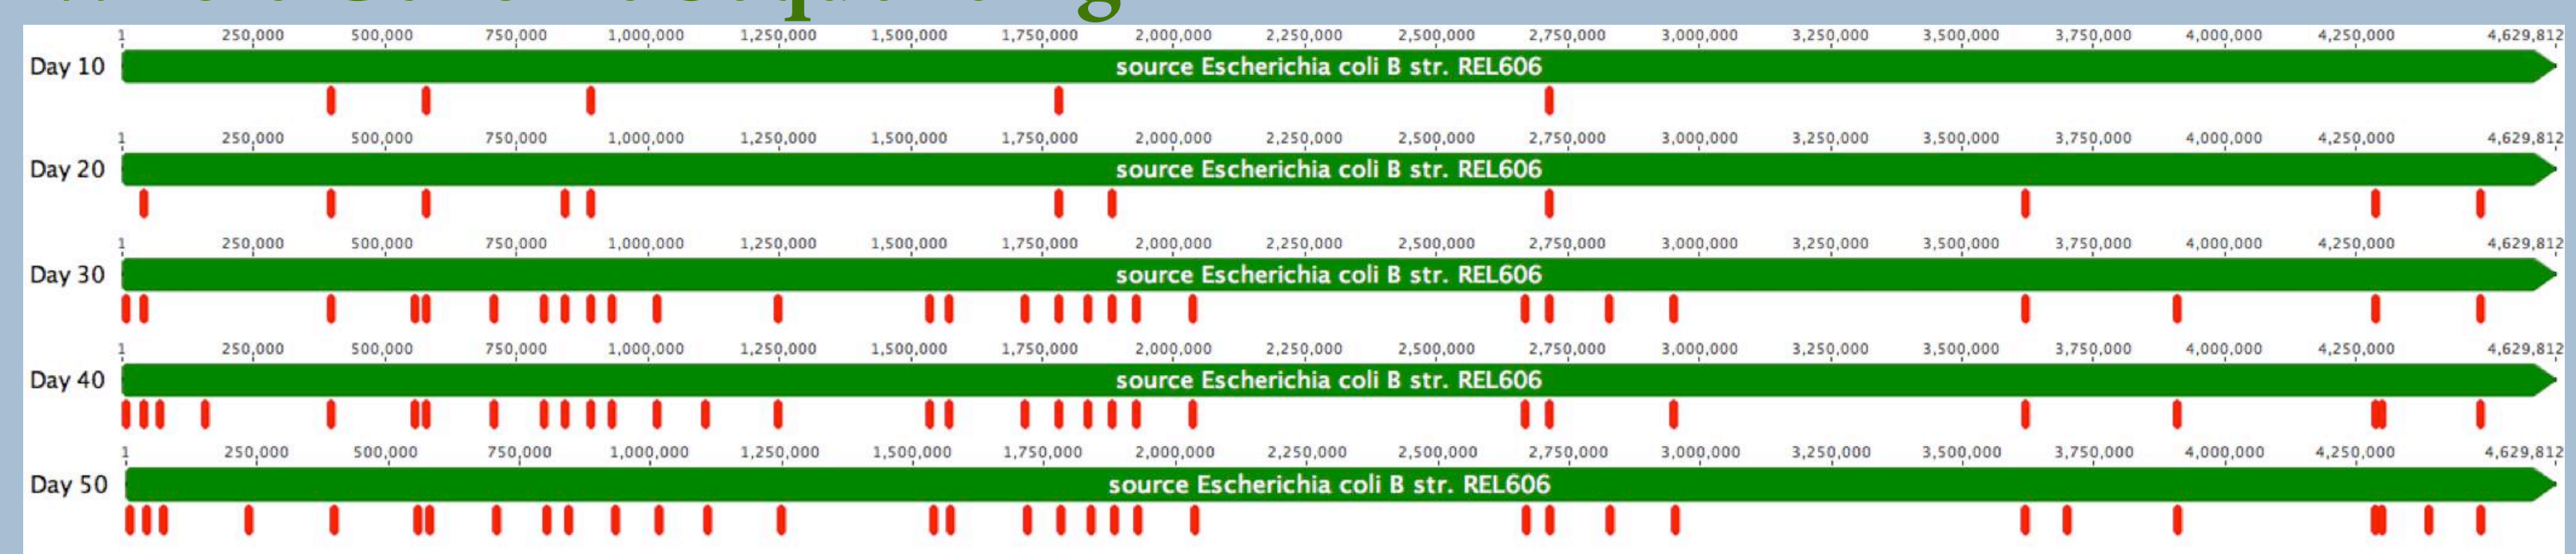 1 250,000 500,000 750,000 1,000,000 1,250,000 1,500,000 1,750,000 2,000,000 2,250,000 2,500,000 2,750,000 3,000,000 3,250,000 3,500,000 3,750,000 4,000,000 4,250,000 4,629,812
Day 10 source Escherichia coli B str. REL606
1 250,000 500,000 750,000 1,000,000 1,250,000 1,500,000 1,750,000 2,000,000 2,250,000 2,500,000 2,750,000 3,000,000 3,250,000 3,500,000 3,750,000 4,000,000 4,250,000 4,629,812
Day 20 source Escherichia coli B str. REL606
1 250,000 500,000 750,000 1,000,000 1,250,000 1,500,000 1,750,000 2,000,000 2,250,000 2,500,000 2,750,000 3,000,000 3,250,000 3,500,000 3,750,000 4,000,000 4,250,000 4,629,812
Day 30 source Escherichia coli B str. REL606
1 250,000 500,000 750,000 1,000,000 1,250,000 1,500,000 1,750,000 2,000,000 2,250,000 2,500,000 2,750,000 3,000,000 3,250,000 3,500,000 3,750,000 4,000,000 4,250,000 4,629,812
Day 40 source Escherichia coli B str. REL606
1 250,000 500,000 750,000 1,000,000 1,250,000 1,500,000 1,750,000 2,000,000 2,250,000 2,500,000 2,750,000 3,000,000 3,250,000 3,500,000 3,750,000 4,000,000 4,250,000 4,629,812
Day 50 source Escherichia coli B str. REL606